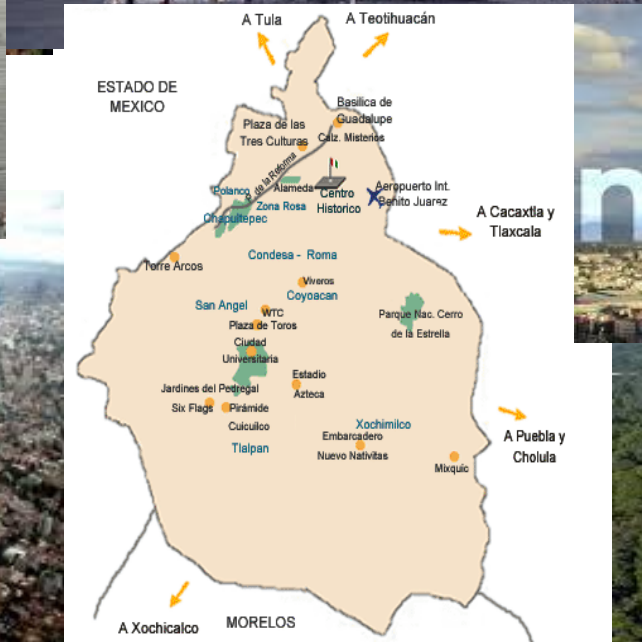 A Tula
A Teotihuacán
ESTADO DE
MEXICO
Basilica de
Guadalupe
Plaza de las
Tres Culturas
Calz. Misterios
P. de la Reforma
Polanco
Alameda
Centro
Historico
Aeropuerto Int.
Benito Juarez
Zona Rosa
Chapultepec
A Cacaxtla y
Tlaxcala
Condesa - Roma
Torre Arcos
Viveros
Coyoacan
San Angel
WTC
Plaza de Toros
Parque Nac. Cerro
de la Estrella
Ciudad
Universitaria
Estadio
Azteca
Jardines del Pedregal
Six Flags
Pirámide
Cuicuilco
Xochimilco
Embarcadero
Nuevo Nativitas
Tlalpan
Mixquíc
A Puebla y
Cholula
A Xochicalco
MORELOS
n